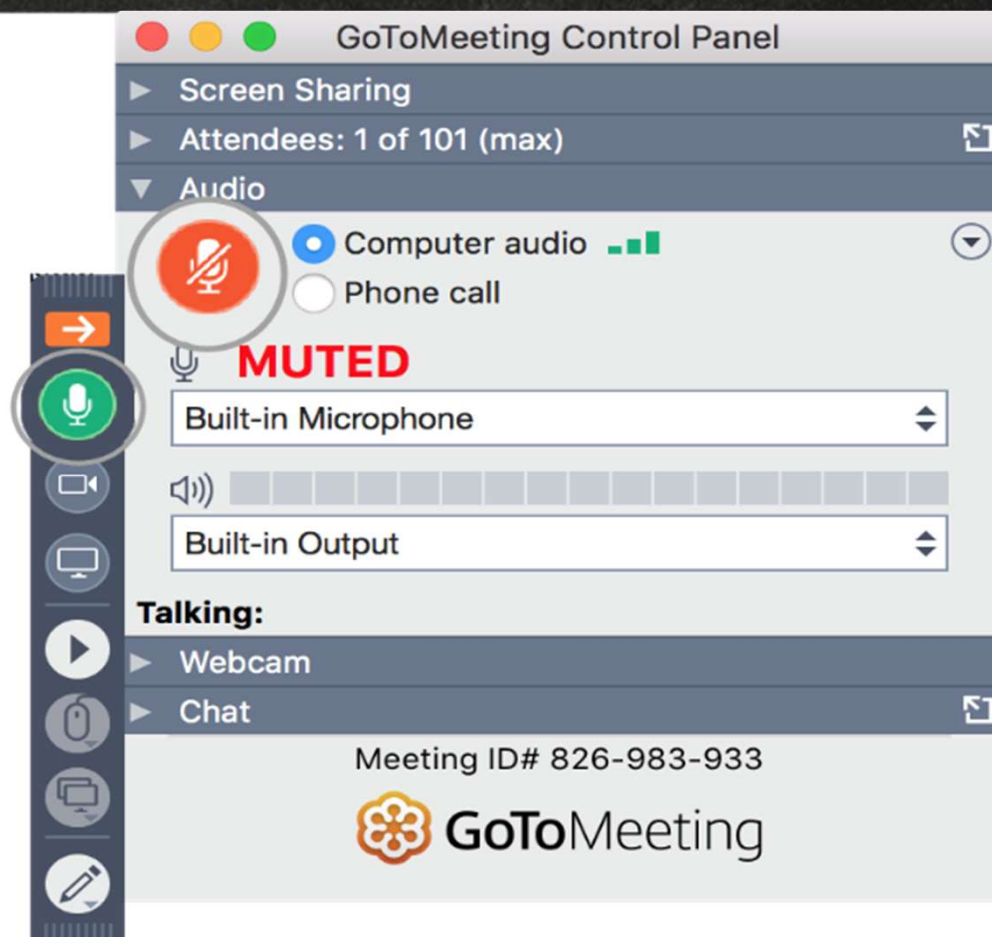 GoToMeeting Control Panel
Screen Sharing
Attendees: 1 of 101 (max)
Audio
Computer audio
Phone call
MUTED
Built-in Microphone
Built-in Output
Talking:
Webcam
Chat
Meeting ID# 826-983-933
GoToMeeting